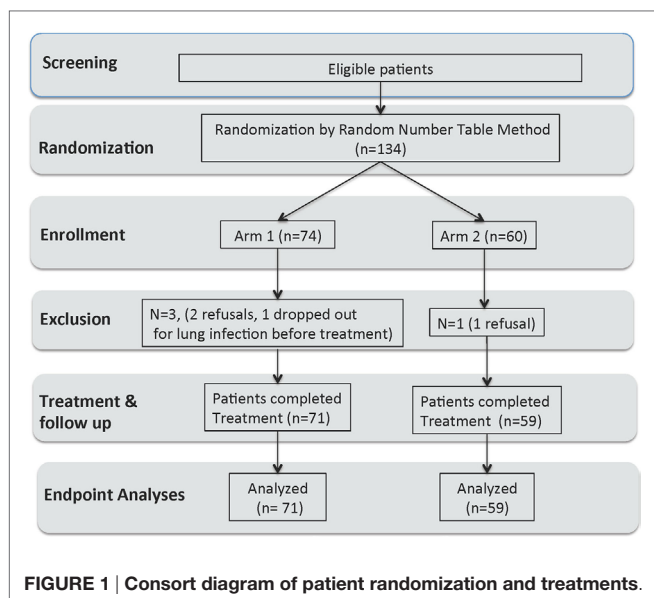 Screening
Eligible patients
Randomization
Randomization by Random Number Table Method
(n=134)
Enrollment
Arm 1 (n=74)
Arm 2 (n=60)
Exclusion
N=3, (2 refusals, 1 dropped out
for lung infection before treatment)
N=1 (1 refusal)
Treatment &
follow up
Patients completed
Treatment (n=71)
Patients completed
Treatment (n=59)
Endpoint Analyses
Analyzed
(n= 71)
Analyzed
(n=59)
FIGURE 1 | Consort diagram of patient randomization and treatments.